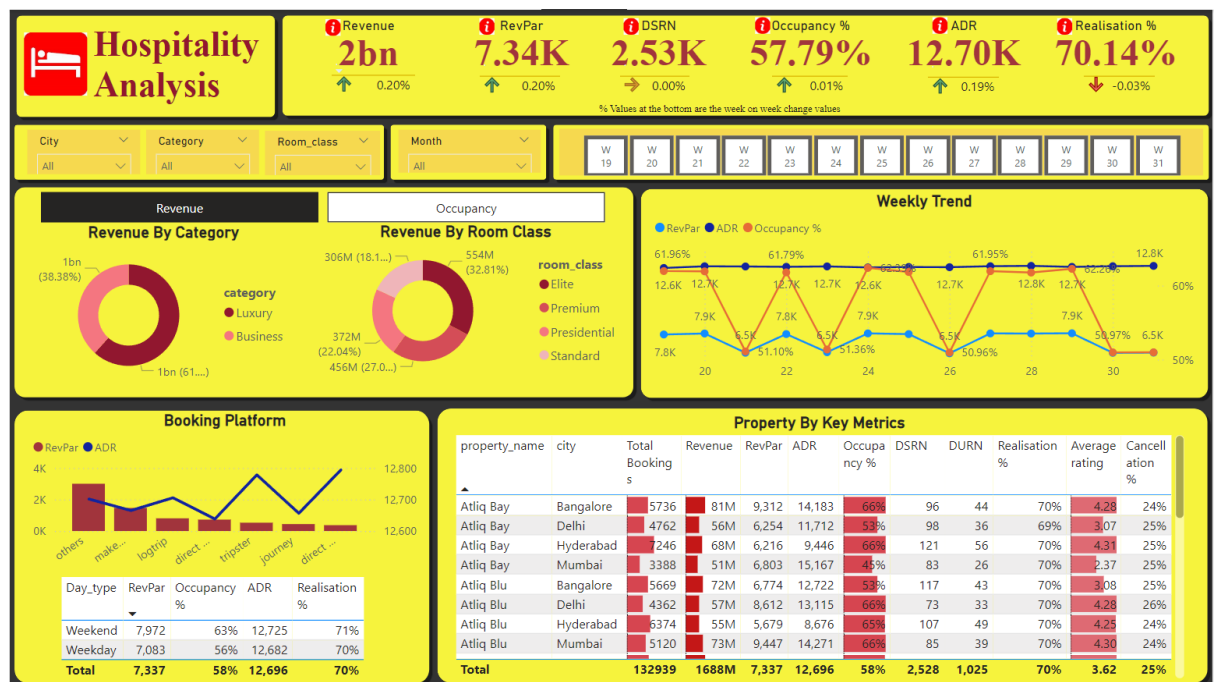 Hospitality
Analysis
Revenue
2bn
0.20%
RevPar
7.34K
0.20%
DSRN
2.53K
0.00%
Occupancy %
57.79%
0.01%
ADR
12.70K
0.19%
Realisation %
70.14%
-0.03%
% Values at the bottom are the week on week change values
City
All
Category
All
Room_class
All
Month
All
W 19
W 20
W 21
W 22
W 23
W 24
W 25
W 26
W 27
W 28
W 29
W 30
W 31
Revenue
Occupancy
Revenue By Category
1bn
(38.38%)
1bn (61....)
category
Luxury
Business
Revenue By Room Class
306M (18.1...)
554M
(32.81%)
372M
(22.04%)
456M (27.0...)
room_class
Elite
Premium
Presidential
Standard
Weekly Trend
RevPar ADR Occupancy %
61.96% 61.79% 61.95% 12.8K
62.26%
12.6K 12.7K 12.7K 12.7K 12.6K 12.7K 12.8K 12.7K
60%
7.9K 7.8K 7.9K 7.9K
6.5K 6.5K 6.5K 50.97% 6.5K
7.8K 51.10% 51.36% 50.96%
50%
20 22 24 26 28 30
Booking Platform
RevPar ADR
4K
2K
0K
12,800
12,700
12,600
others make... logtrip direct ... tripster journey direct ...
Day_type RevPar Occupancy % ADR Realisation %
Weekend 7,972 63% 12,725 71%
Weekday 7,083 56% 12,682 70%
Total 7,337 58% 12,696 70%
Property By Key Metrics
property_name city Total Bookings Revenue RevPar ADR Occupancy % DSRN DURN Realisation % Average rating Cancellation %
Atliq Bay Bangalore 5736 81M 9,312 14,183 66% 96 44 70% 4.28 24%
Atliq Bay Delhi 4762 56M 6,254 11,712 53% 98 36 69% 3.07 25%
Atliq Bay Hyderabad 7246 68M 6,216 9,446 66% 121 56 70% 4.31 24%
Atliq Bay Mumbai 3388 51M 6,803 15,167 45% 83 26 70% 2.37 25%
Atliq Blu Bangalore 5669 72M 6,774 12,722 53% 117 43 70% 3.08 25%
Atliq Blu Delhi 4362 57M 8,612 13,115 66% 73 33 70% 4.28 26%
Atliq Blu Hyderabad 6374 55M 5,679 8,676 65% 107 49 70% 4.25 24%
Atliq Blu Mumbai 5120 73M 9,447 14,271 66% 85 39 70% 4.30 24%
Total 132939 1688M 7,337 12,696 58% 2,528 1,025 70% 3.62 25%